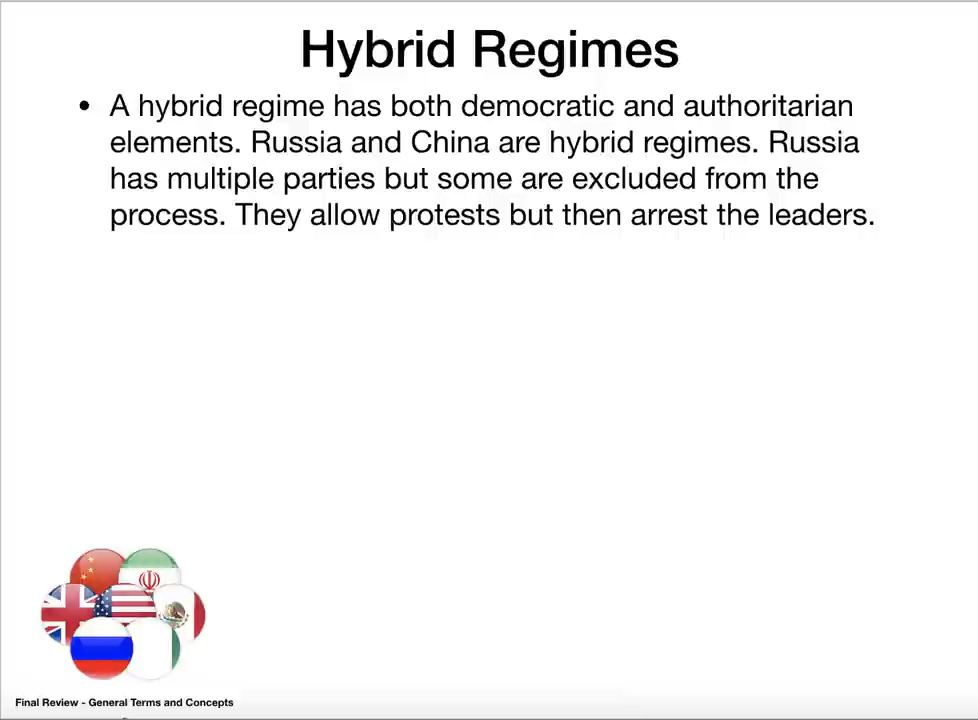 Hybrid Regimes
• A hybrid regime has both democratic and authoritarian
elements. Russia and China are hybrid regimes. Russia
has multiple parties but some are excluded from the
process. They allow protests but then arrest the leaders.
Final Review - General Terms and Concepts